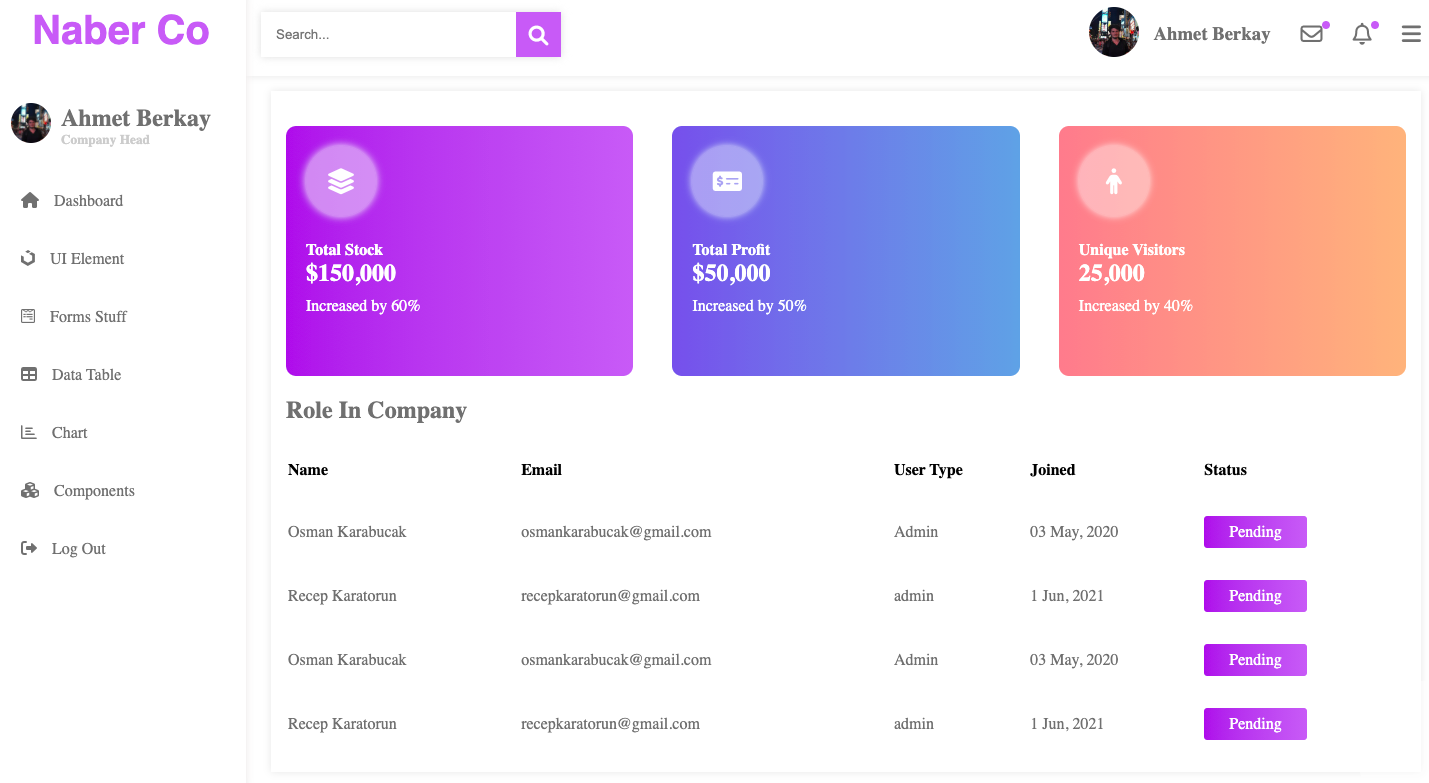 Naber Co
Search...
Ahmet Berkay
Ahmet Berkay
Company Head
Dashboard
UI Element
Forms Stuff
Data Table
Chart
Components
Log Out
Total Stock
$150,000
Increased by 60%
Total Profit
$50,000
Increased by 50%
Unique Visitors
25,000
Increased by 40%
Role In Company
Name Email User Type Joined Status
Osman Karabucak osmankarabucak@gmail.com Admin 03 May, 2020 Pending
Recep Karatorun recepkaratorun@gmail.com admin 1 Jun, 2021 Pending
Osman Karabucak osmankarabucak@gmail.com Admin 03 May, 2020 Pending
Recep Karatorun recepkaratorun@gmail.com admin 1 Jun, 2021 Pending